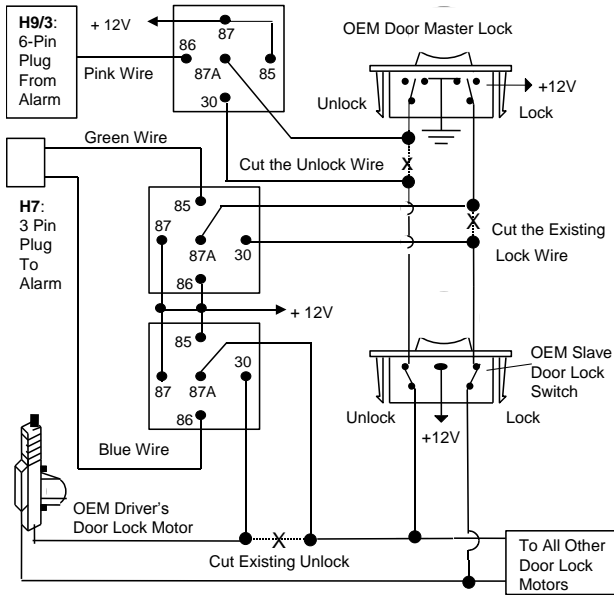 H9/3:
6-Pin
Plug
From
Alarm
+ 12V
87
86
87A
85
30
Pink Wire
OEM Door Master Lock
+12V
Unlock
Lock
Green Wire
Cut the Unlock Wire
X
H7:
3 Pin
Plug
To
Alarm
85
87
87A
30
86
X
Cut the Existing
Lock Wire
+ 12V
85
30
87
87A
86
OEM Slave
Door Lock
Switch
Unlock
Lock
+12V
Blue Wire
OEM Driver's
Door Lock Motor
X
Cut Existing Unlock
To All Other
Door Lock
Motors